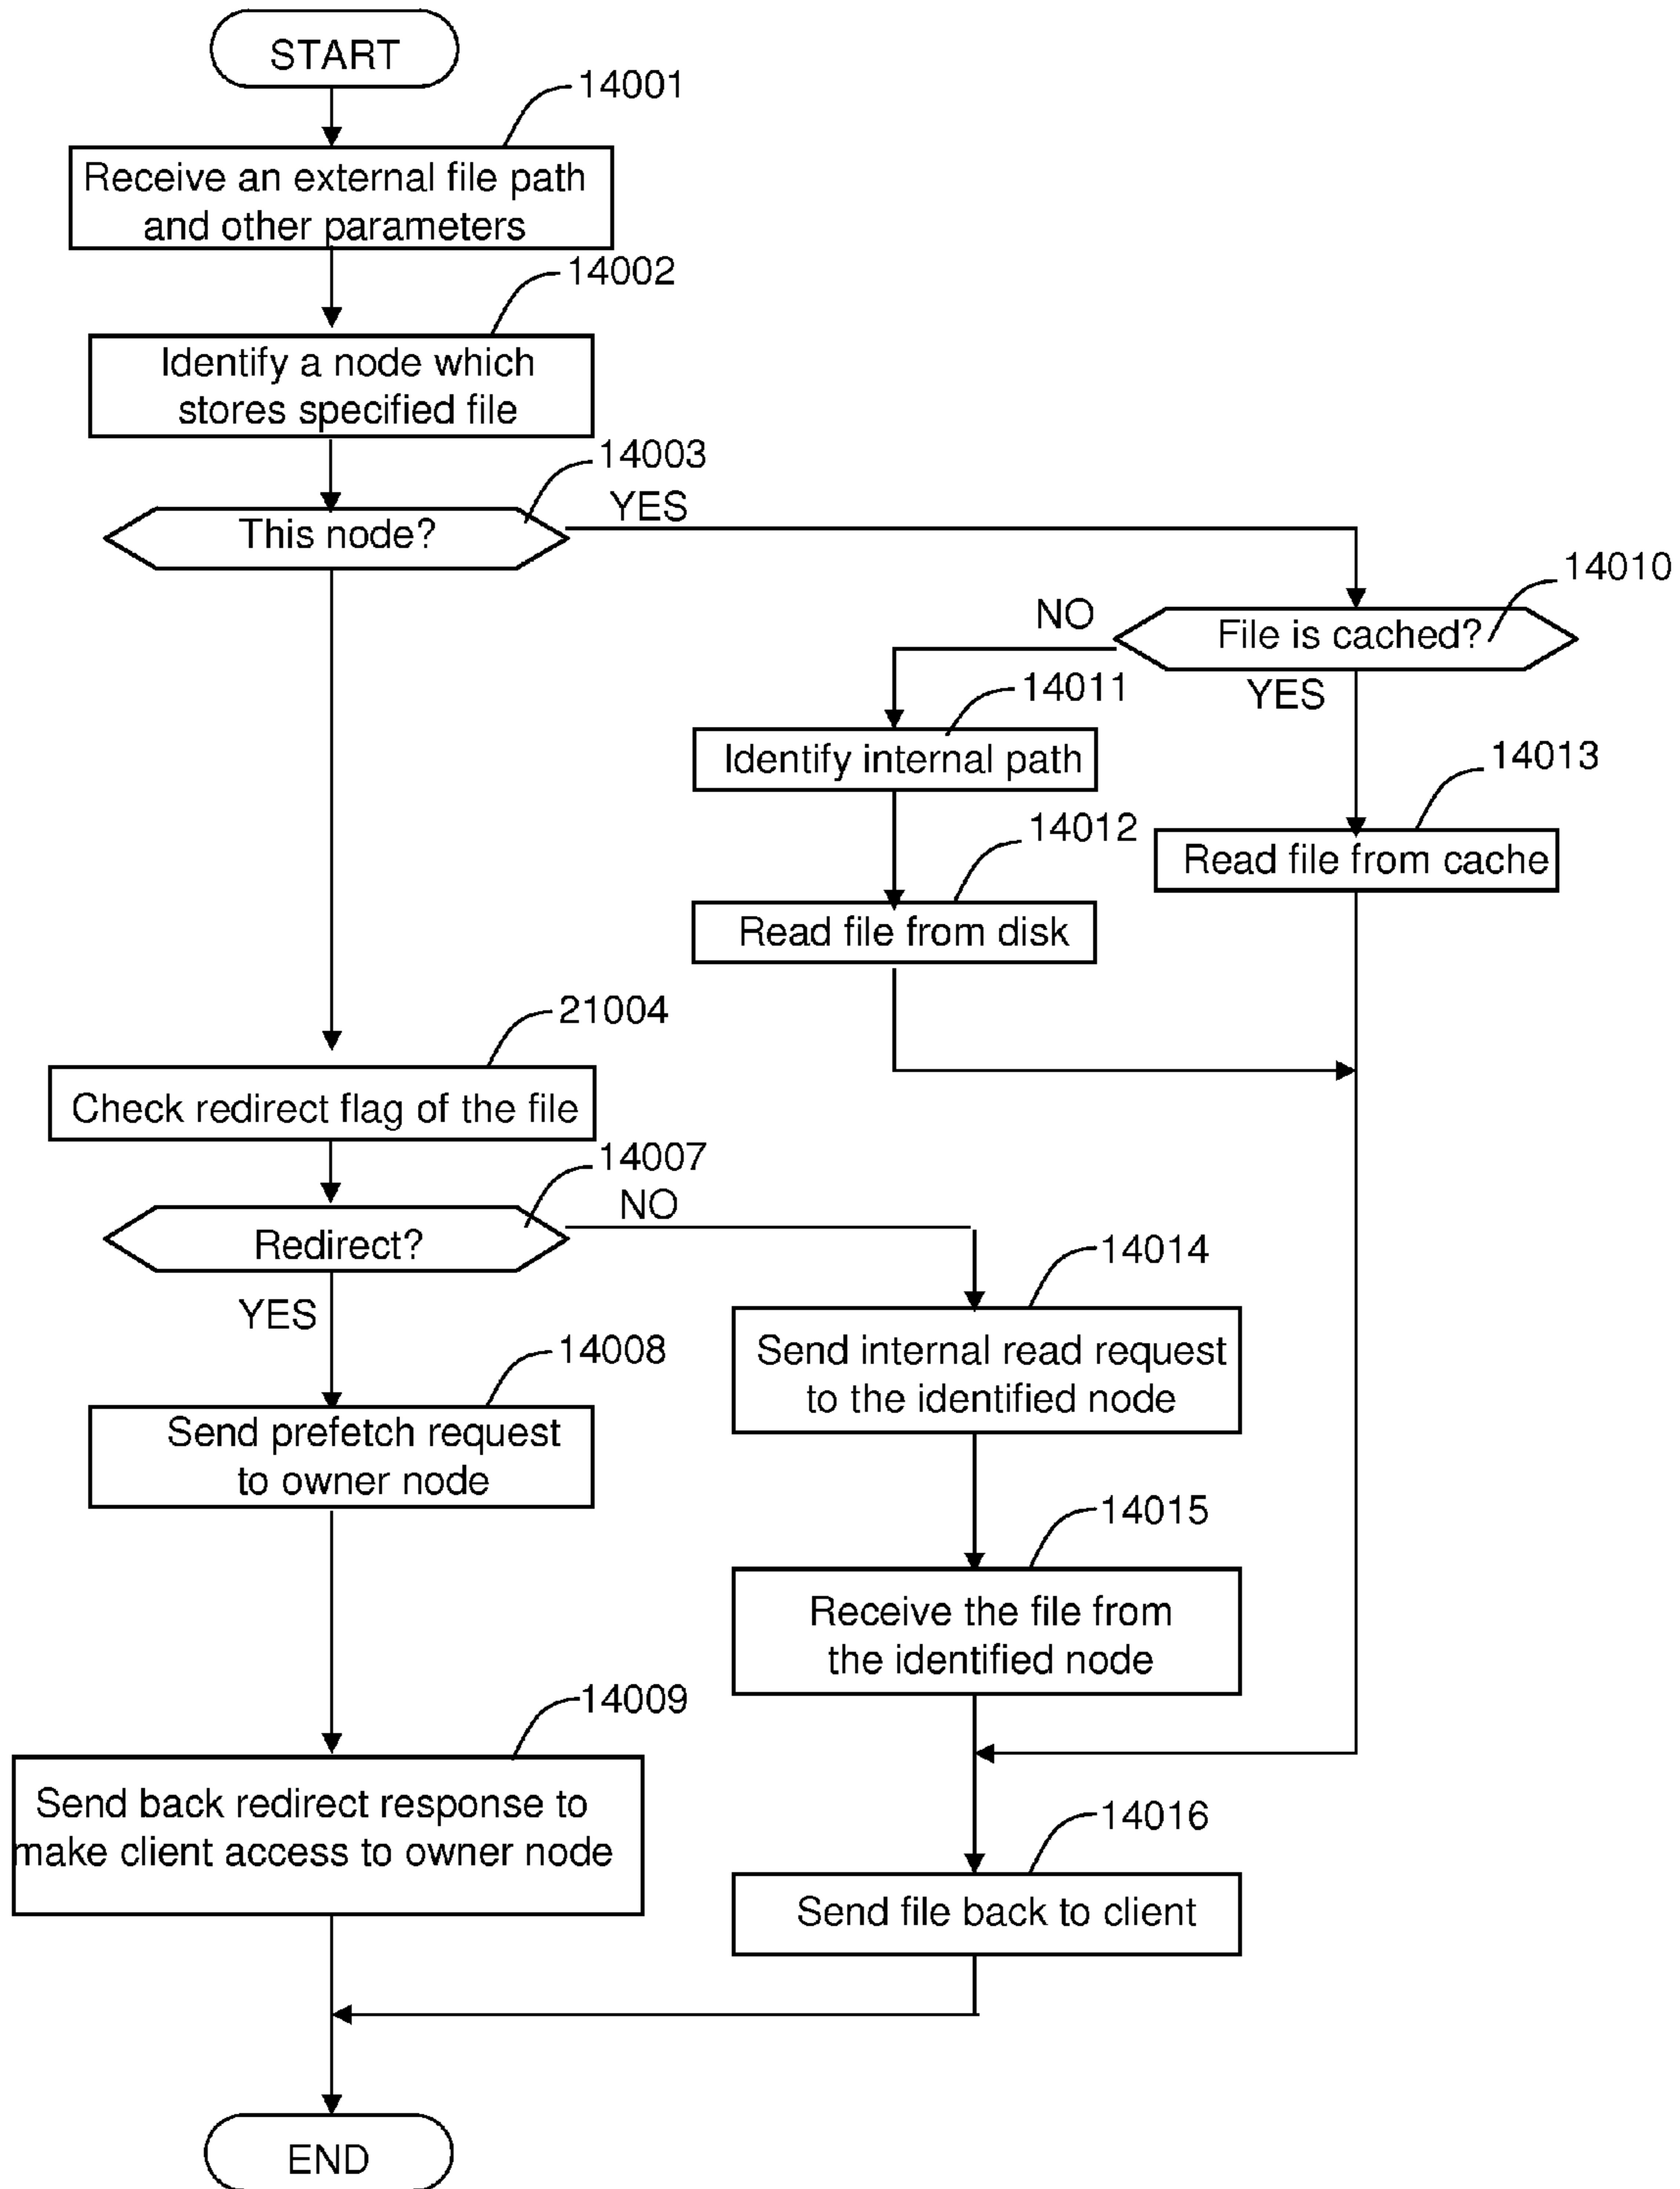 START
14001
Receive an external file path
and other parameters
14002
Identify a node which
stores specified file
14003
This node?
YES
14010
File is cached?
NO
YES
14011
Identify internal path
14013
Read file from cache
14012
Read file from disk
21004
Check redirect flag of the file
14007
Redirect?
NO
YES
14014
Send internal read request
to the identified node
14008
Send prefetch request
to owner node
14015
Receive the file from
the identified node
14009
Send back redirect response to
make client access to owner node
14016
Send file back to client
END